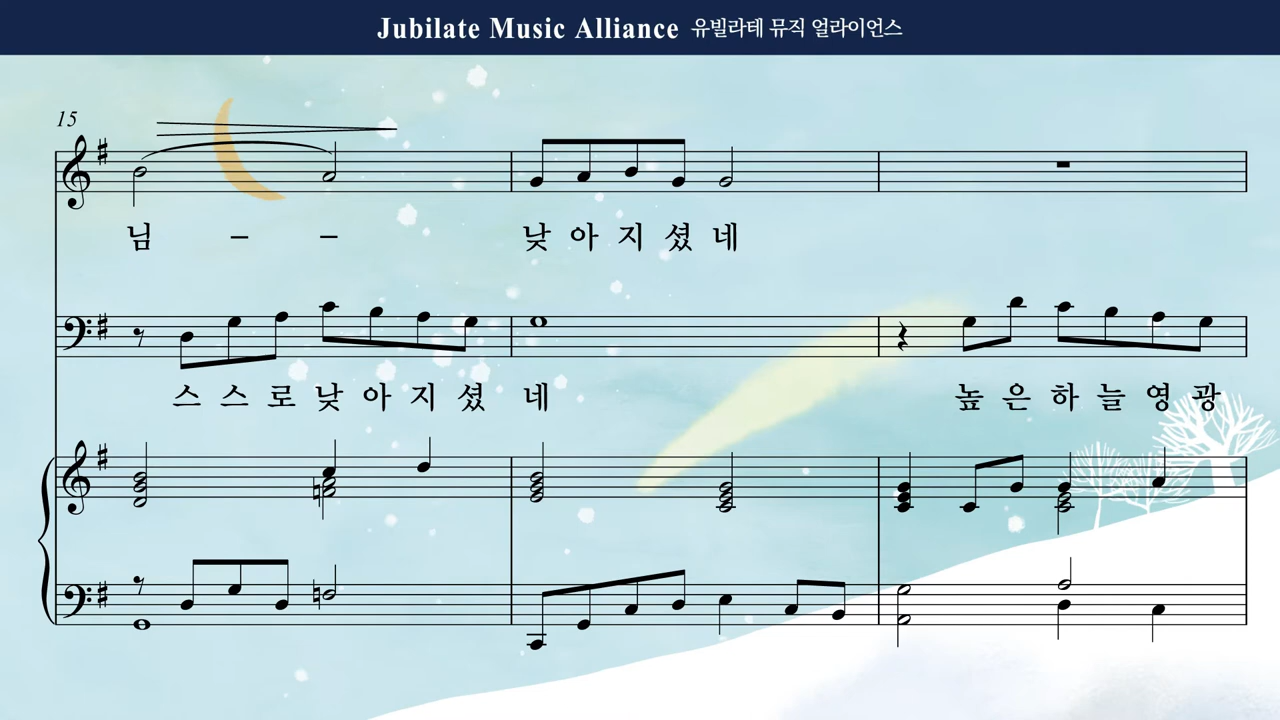 Jubilate Music Alliance 유빌라테 뮤직 얼라이언스
15
님 - - 낮 아 지 셨 네
스 스 로 낮 아 지 셨 네 높 은 하 늘 영 광